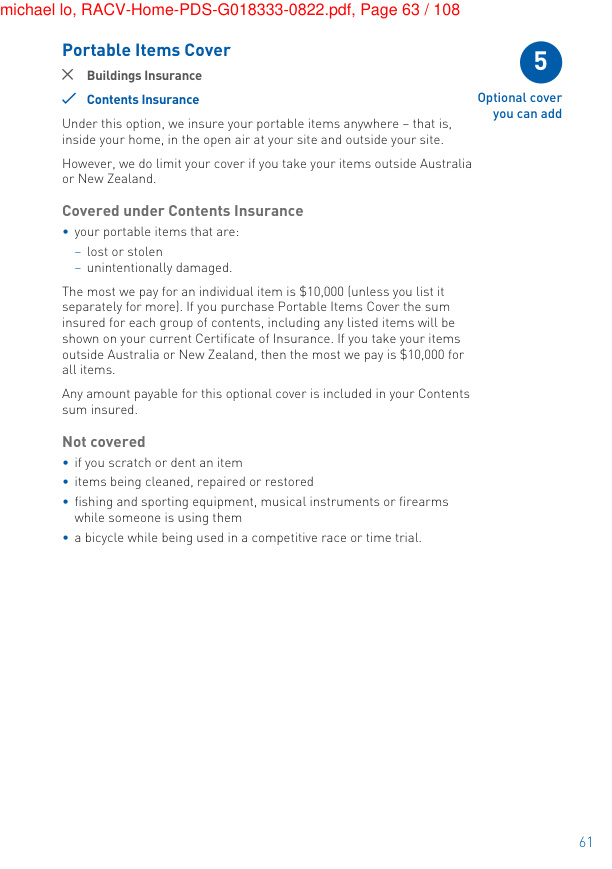 michael lo, RACV-Home-PDS-G018333-0822.pdf, Page 63 / 108
Portable Items Cover
Buildings Insurance
Contents Insurance
5
Optional cover
you can add
Under this option, we insure your portable items anywhere – that is,
inside your home, in the open air at your site and outside your site.
However, we do limit your cover if you take your items outside Australia
or New Zealand.
Covered under Contents Insurance
• your portable items that are:
– lost or stolen
– unintentionally damaged.
The most we pay for an individual item is $10,000 (unless you list it
separately for more). If you purchase Portable Items Cover the sum
insured for each group of contents, including any listed items will be
shown on your current Certificate of Insurance. If you take your items
outside Australia or New Zealand, then the most we pay is $10,000 for
all items.
Any amount payable for this optional cover is included in your Contents
sum insured.
Not covered
• if you scratch or dent an item
• items being cleaned, repaired or restored
• fishing and sporting equipment, musical instruments or firearms
while someone is using them
• a bicycle while being used in a competitive race or time trial.
61